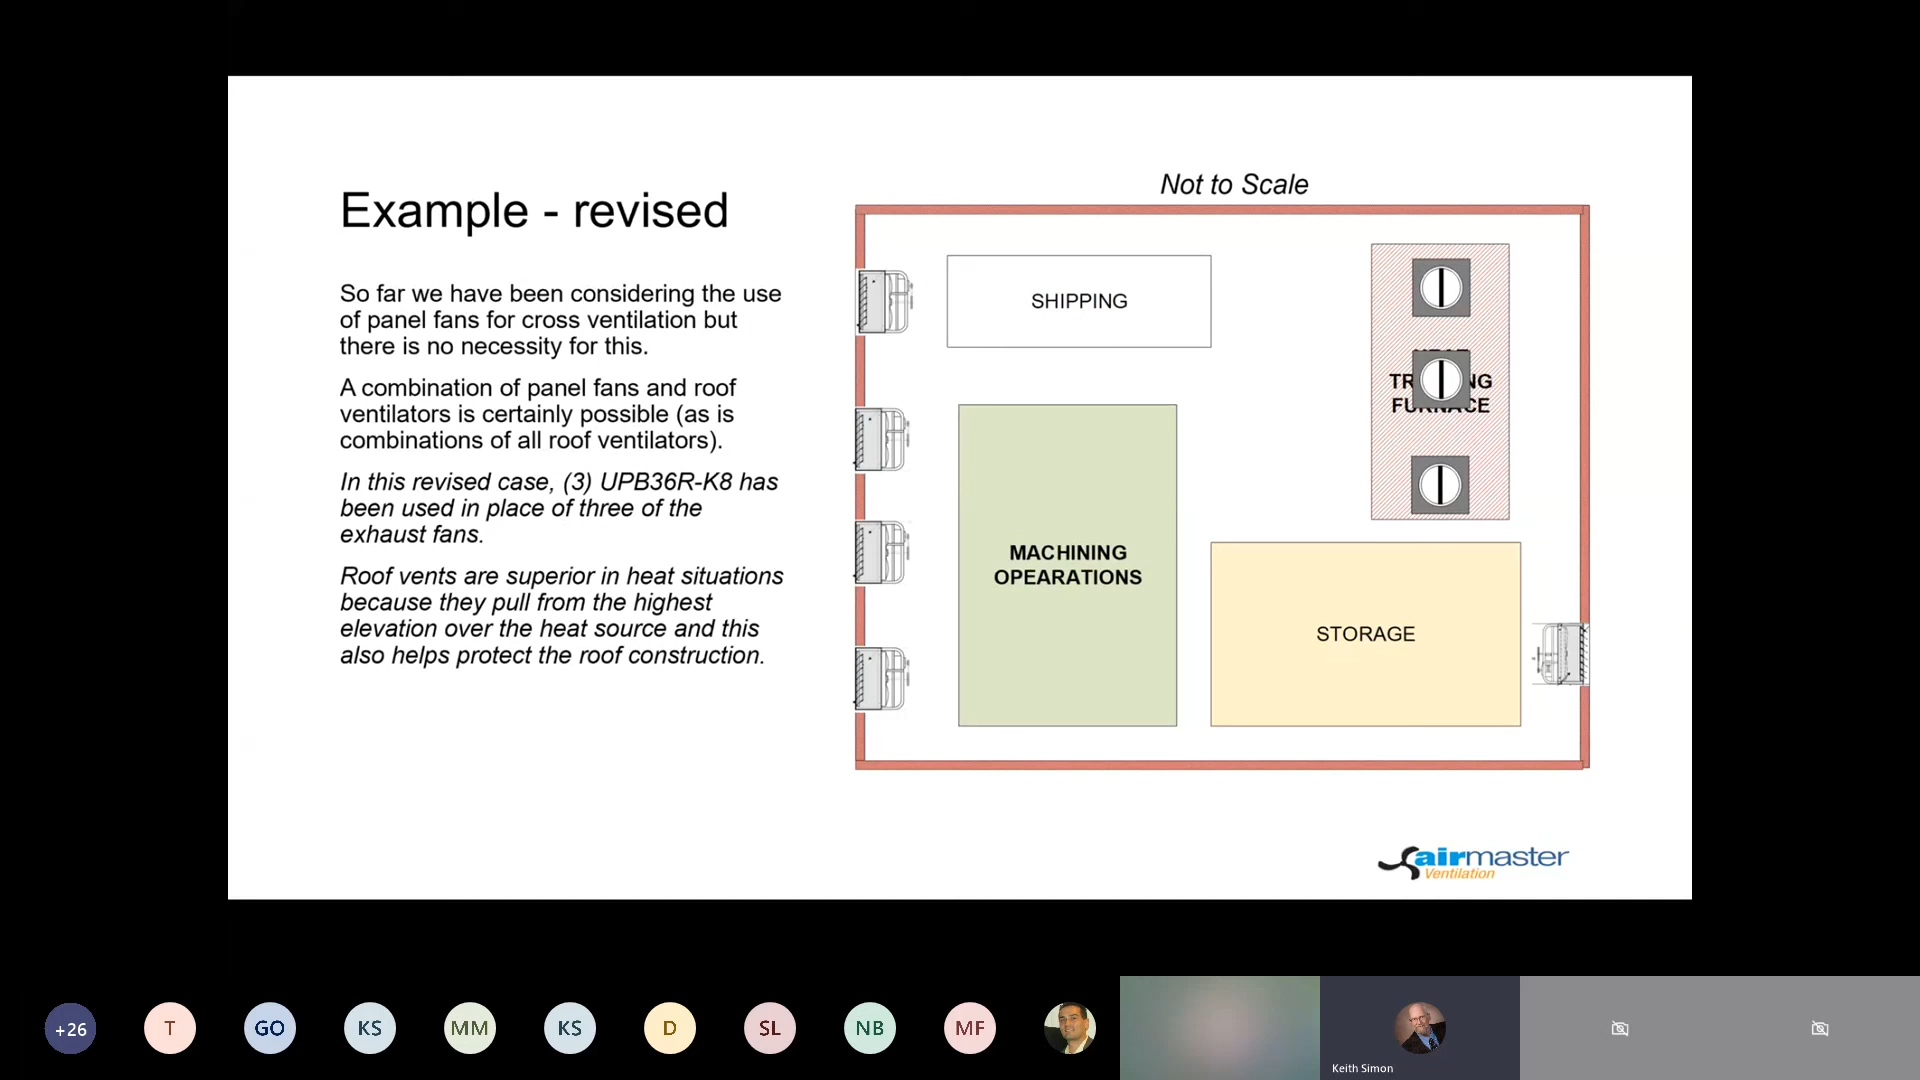 Example - revised
So far we have been considering the use
of panel fans for cross ventilation but
there is no necessity for this.
A combination of panel fans and roof
ventilators is certainly possible (as is
combinations of all roof ventilators).
In this revised case, (3) UPB36R-K8 has
been used in place of three of the
exhaust fans.
Roof vents are superior in heat situations
because they pull from the highest
elevation over the heat source and this
also helps protect the roof construction.
Not to Scale
SHIPPING
MACHINING
OPEARATIONS
STORAGE
airmaster
Ventilation
+26
T
GO
KS
MM
KS
D
SL
NB
MF
Keith Simon